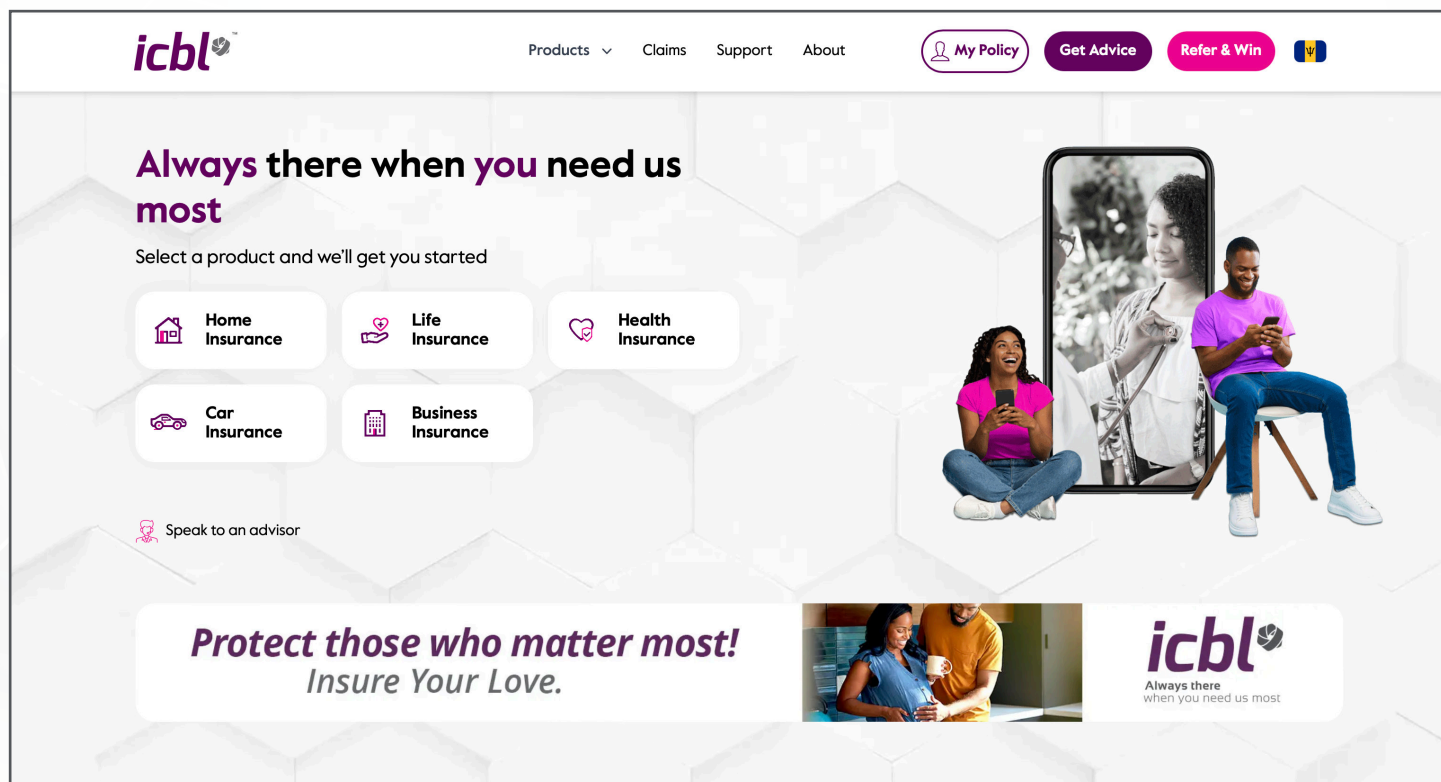 icbl™
Products
Claims
Support
About
My Policy
Get Advice
Refer & Win
Always there when you need us
most
Select a product and we'll get you started
Home
Insurance
Life
Insurance
Health
Insurance
Car
Insurance
Business
Insurance
Speak to an advisor
Protect those who matter most!
Insure Your Love.
icbl
Always there
when you need us most